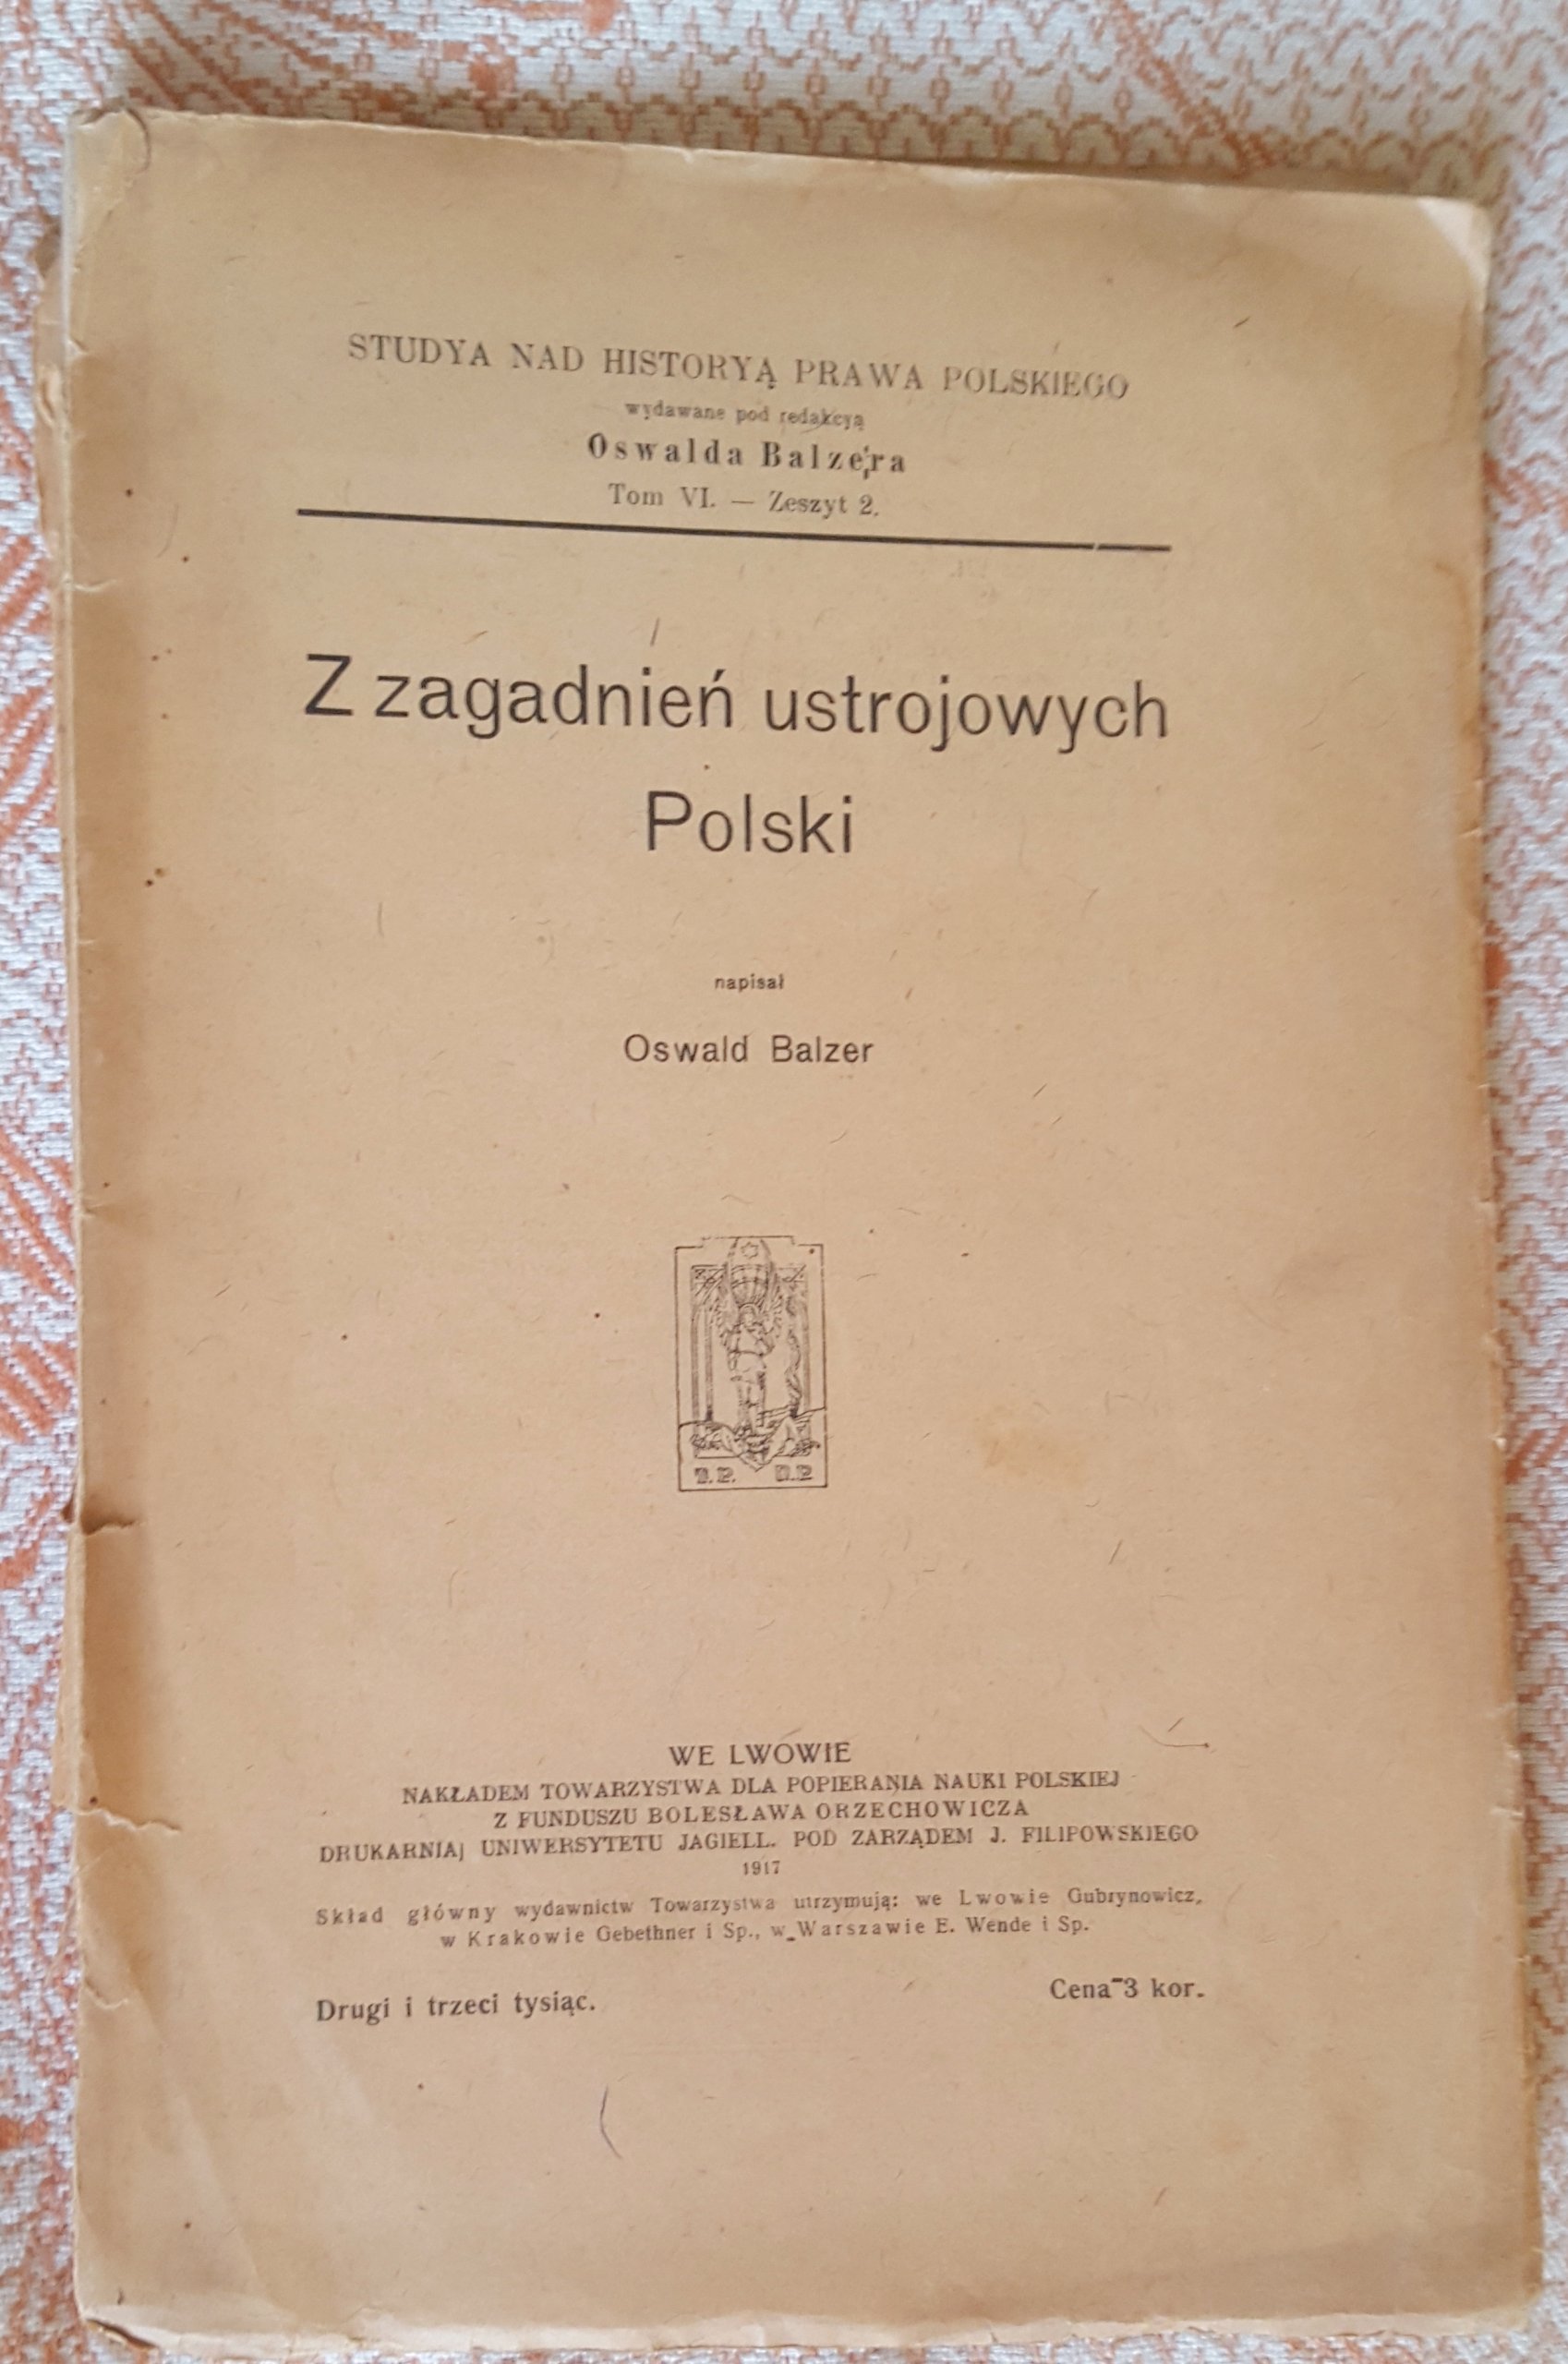 STUDYA NAD HISTORYĄ PRAWA POLSKIEGO
wydawane pod redakcyą
Oswalda Balzera
Tom VI. — Zeszyt 2.
Z zagadnień ustrojowych
Polski
napisał
Oswald Balzer
T. P. N. P.
WE LWOWIE
NAKŁADEM TOWARZYSTWA DLA POPIERANIA NAUKI POLSKIEJ
Z FUNDUSZU BOLESŁAWA ORZECHOWICZA
DRUKARNIAJ UNIWERSYTETU JAGIELL. POD ZARZĄDEM J. FILIPOWSKIEGO
1917
Skład główny wydawnictw Towarzystwa utrzymują: we Lwowie Gubrynowicz,
w Krakowie Gebethner i Sp., w Warszawie E. Wende i Sp.
Drugi i trzeci tysiąc. Cena 3 kor.